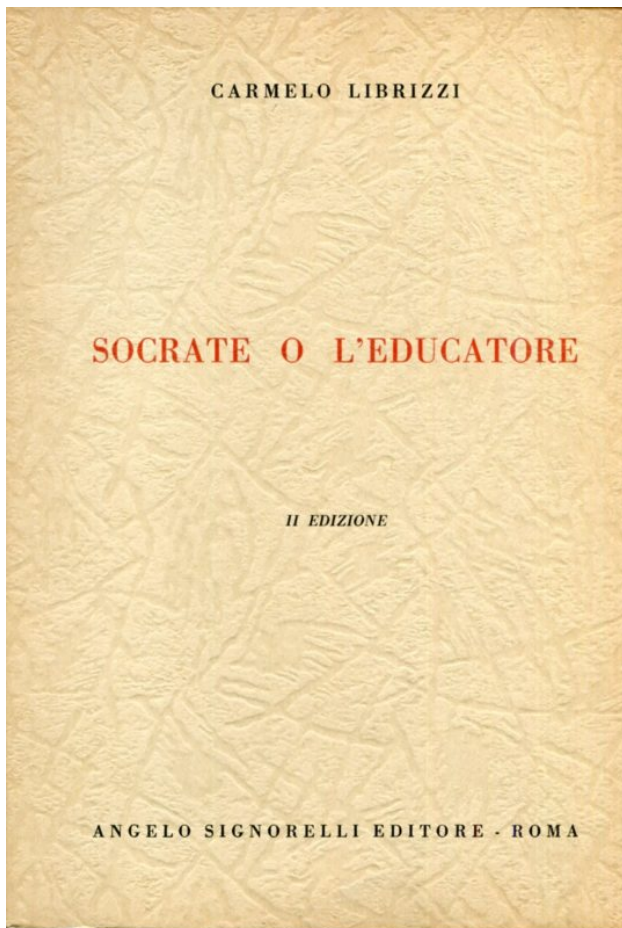 CARMELO LIBRIZZI
SOCRATE O L'EDUCATORE
II EDIZIONE
ANGELO SIGNORELLI EDITORE - ROMA